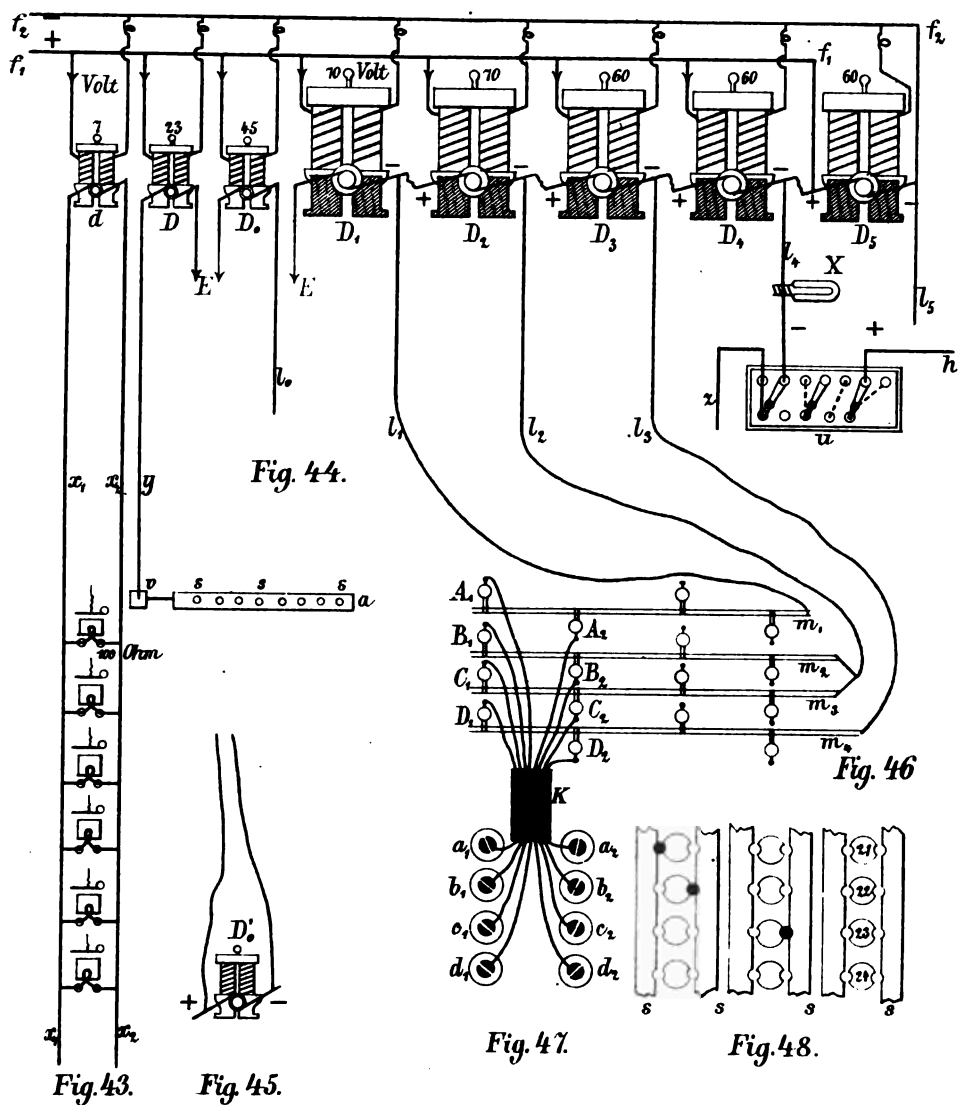 f₂ − f₂
f₁ + f₁
Volt 7 23 45 70 Volt 70 60 60 60
− − − −
+ + + + −
d D D₀ D₁ D₂ D₃ D₄ D₅
E E
l₄ X
l₅
− +
h
z
u
l₀
l₁ l₂ l₃
Fig. 44.
x₁ x₂ y
v s s s a
100 Ohm
A₁ A₂ m₁
B₁ B₂ m₂
C₁ C₂ m₃
D₁ D₂ m₄
Fig. 46
K
a₁ a₂
b₁ b₂
c₁ c₂
d₁ d₂
21
22
23
24
s s s s
D'₀
+ −
x₁ x₂
Fig. 47.
Fig. 48.
Fig. 43.
Fig. 45.